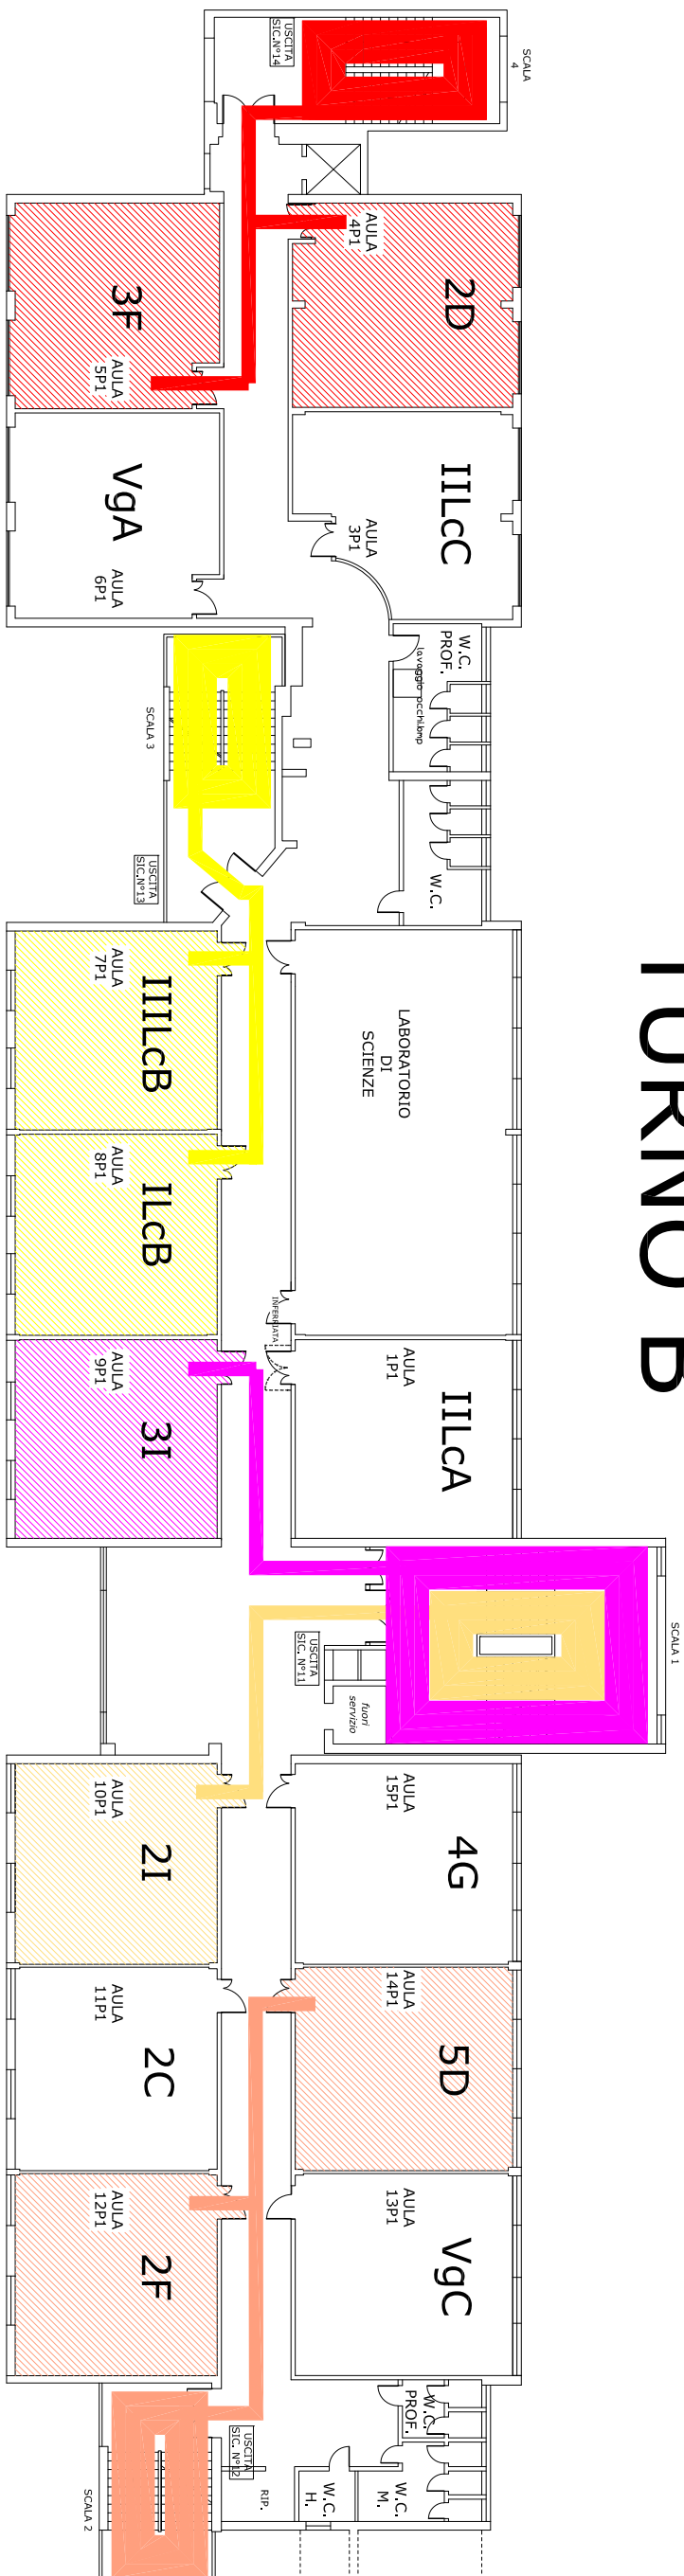 TURNO B
SCALA
4
USCITA
SIC.N°14
AULA
4P1
2D
3F
AULA
5P1
IILcC
AULA
3P1
VgA
AULA
6P1
W.C.
PROF.
SCALA 3
USCITA
SIC.N°13
W.C.
AULA
7P1
IIILcB
LABORATORIO
DI
SCIENZE
AULA
8P1
ILcB
INFERRIATA
AULA
9P1
3I
AULA
1P1
IILcA
SCALA 1
USCITA
SIC. N°11
fuori
servizio
AULA
10P1
2I
AULA
15P1
4G
AULA
11P1
2C
AULA
14P1
5D
AULA
12P1
2F
AULA
13P1
VgC
W.C.
PROF.
USCITA
SIC. N°12
RIP.
W.C.
H.
W.C.
M.
SCALA 2